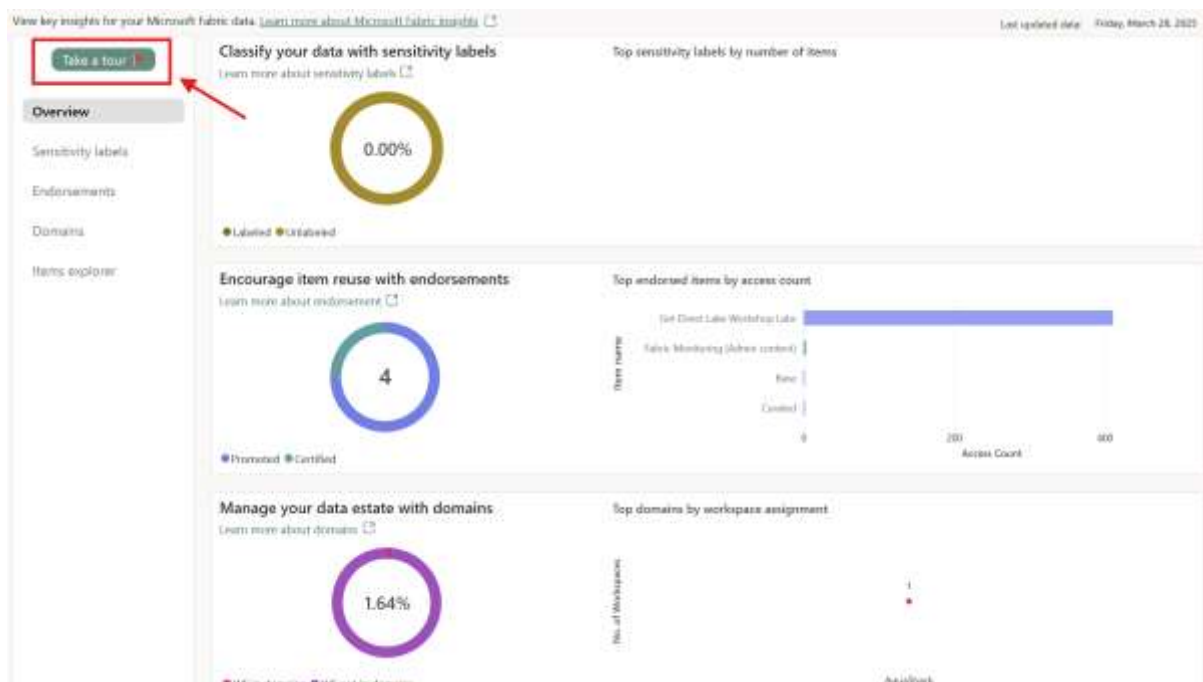 View key insights for your Microsoft Fabric data. Learn more about Microsoft Fabric insights
Last updated date: Friday, March 28, 2025
Take a tour
Overview
Sensitivity labels
Endorsements
Domains
Items explorer
Classify your data with sensitivity labels
Learn more about sensitivity labels
0.00%
Labeled Unlabeled
Top sensitivity labels by number of items
Encourage item reuse with endorsements
Learn more about endorsement
4
Promoted Certified
Top endorsed items by access count
Item name
Direct Lake Workshop Lake
Fabric Monitoring (Admin content)
Curated
0 200 400
Access Count
Manage your data estate with domains
Learn more about domains
1.64%
Top domains by workspace assignment
No. of Workspaces
1